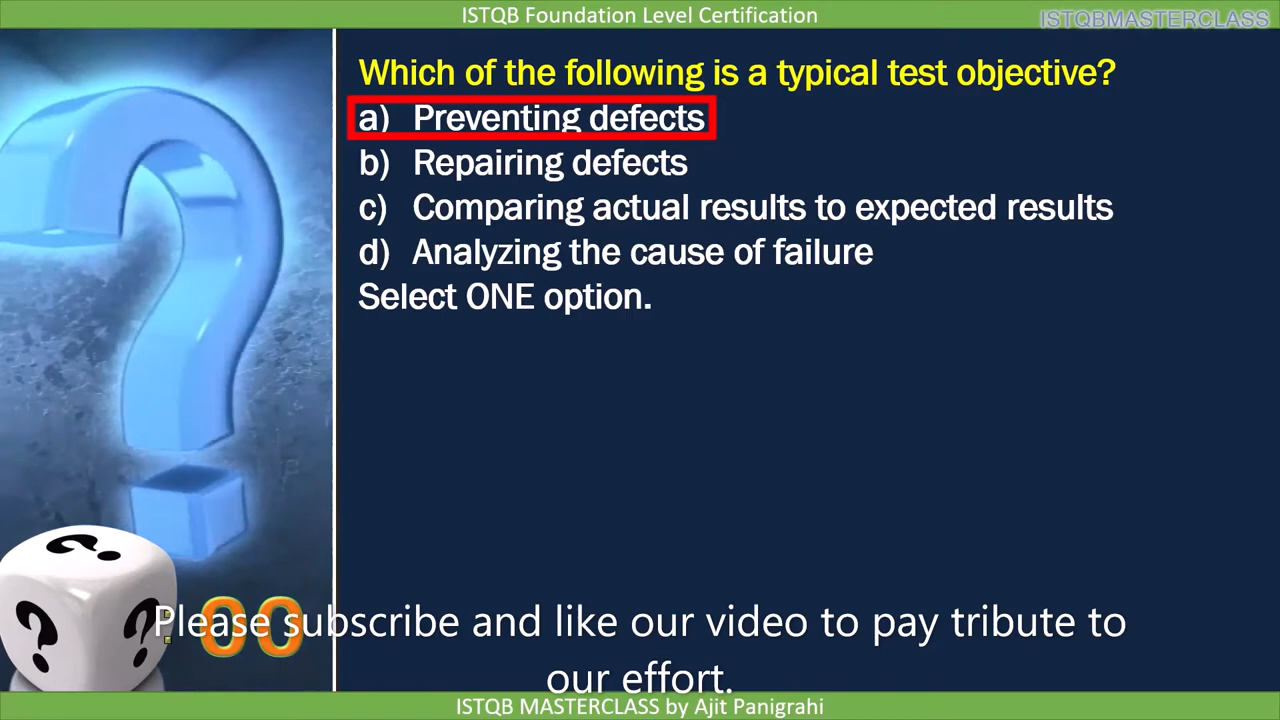 ISTQB Foundation Level Certification
ISTQBMASTERCLASS
Which of the following is a typical test objective?
a) Preventing defects
b) Repairing defects
c) Comparing actual results to expected results
d) Analyzing the cause of failure
Select ONE option.
: 00
Please subscribe and like our video to pay tribute to
our effort.
ISTQB MASTERCLASS by Ajit Panigrahi